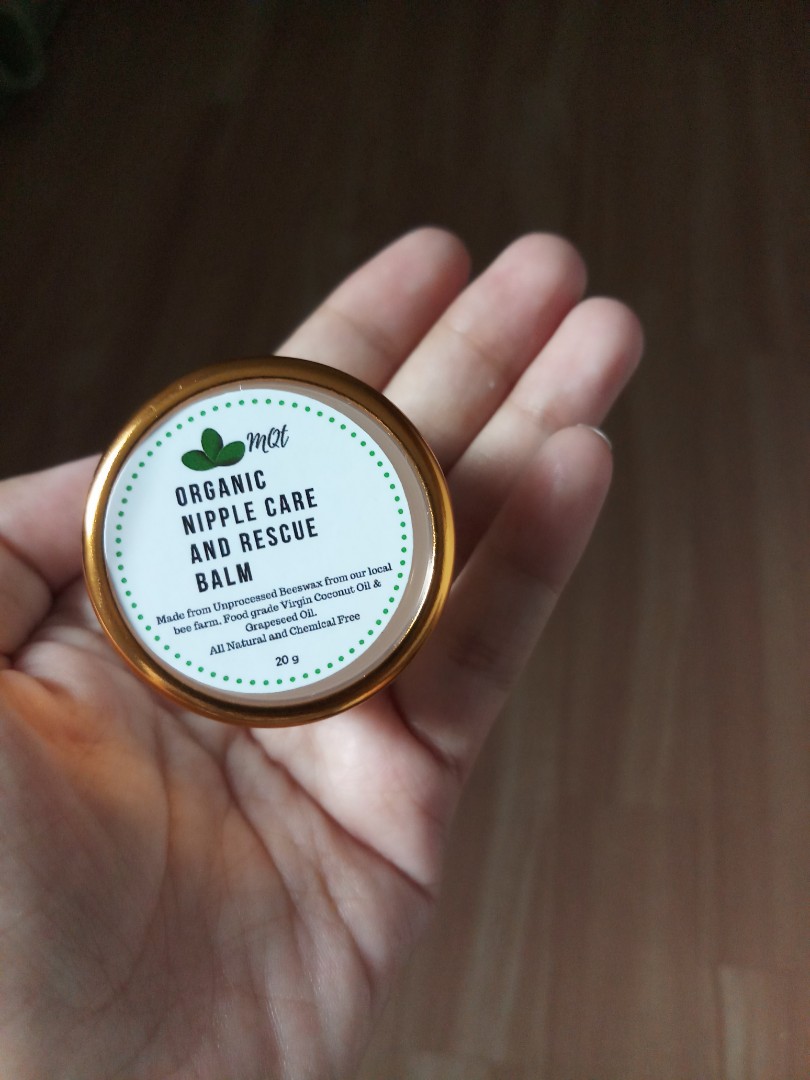 MQt
ORGANIC
NIPPLE CARE
AND RESCUE
BALM
Made from Unprocessed Beeswax from our local
bee farm, Food grade Virgin Coconut Oil &
Grapeseed Oil.
All Natural and Chemical Free
20 g